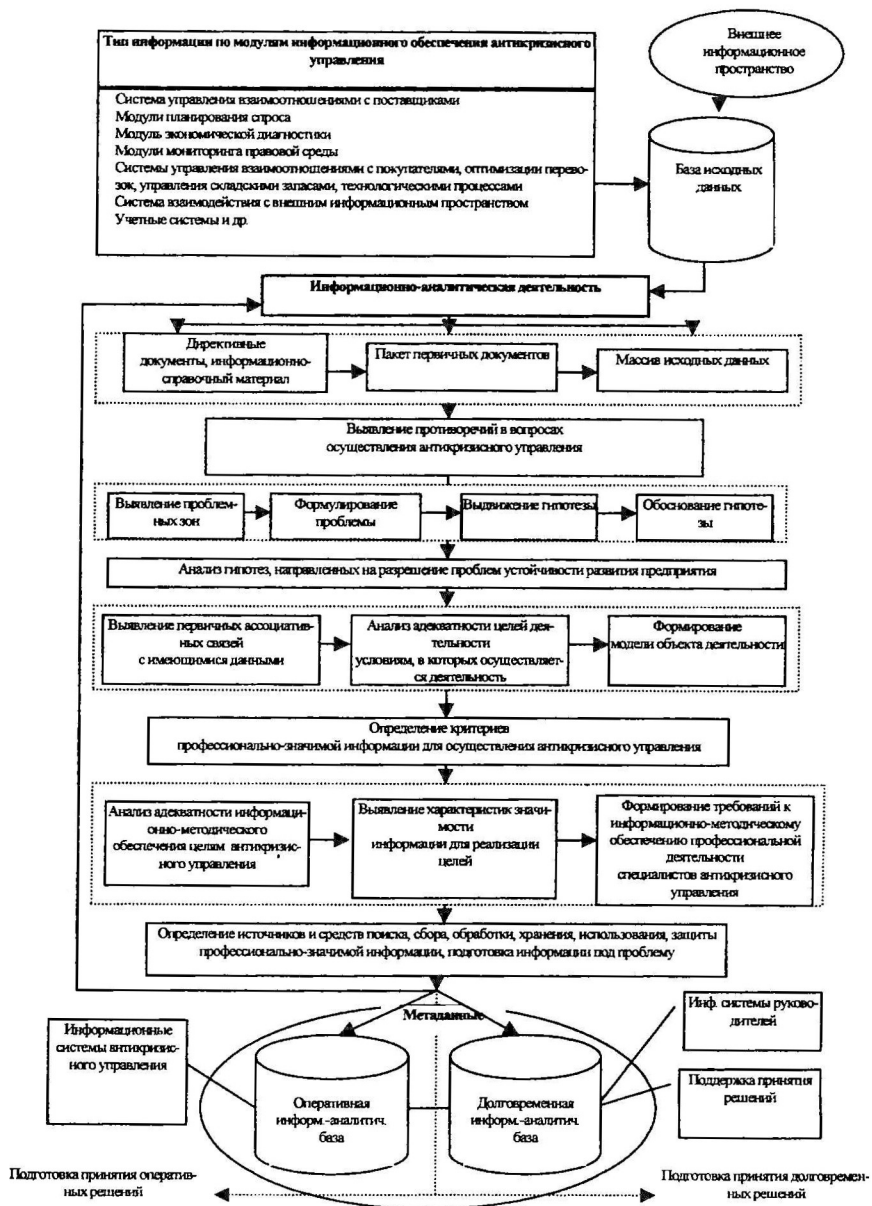 Тип информации по модулям информационного обеспечения антикризисного
управления
Внешнее
информационное
пространство
Система управления взаимоотношениями с поставщиками
Модули планирования спроса
Модуль экономической диагностики
Модули мониторинга правовой среды
Системы управления взаимоотношениями с покупателями, оптимизации перево-
зок, управления складскими запасами, технологическими процессами
Система взаимодействия с внешним информационным пространством
Учетные системы и др.
База исходных
данных
Информационно-аналитическая деятельность
Директивные
документы, информационно-
справочный материал
Пакет первичных документов
Массив исходных данных
Выявление противоречий в вопросах
осуществления антикризисного управления
Выявление проблем-
ных зон
Формулирование
проблемы
Выдвижение гипотезы
Обоснование гипоте-
зы
Анализ гипотез, направленных на разрешение проблем устойчивости развития предприятия
Выявление первичных ассоциатив-
ных связей
с имеющимися данными
Анализ адекватности целей дея-
тельности
условиям, в которых осуществляет-
ся деятельность
Формирование
модели объекта деятельности
Определение критериев
профессионально-значимой информации для осуществления антикризисного управления
Анализ адекватности информаци-
онно-методического
обеспечения целям антикризис-
ного управления
Выявление характеристик значи-
мости
информации для реализации
целей
Формирование требований к
информационно-методическому
обеспечению профессиональной
деятельности
специалистов антикризисного
управления
Определение источников и средств поиска, сбора, обработки, хранения, использования, защиты
профессионально-значимой информации, подготовка информации под проблему
Метаданные
Информационные
системы антикризис-
ного управления
Инф. системы руково-
дителей
Оперативная
информ.-аналитич.
база
Долговременная
информ.-аналитич.
база
Поддержка принятия
решений
Подготовка принятия оператив-
ных решений
Подготовка принятия долговремен-
ных решений